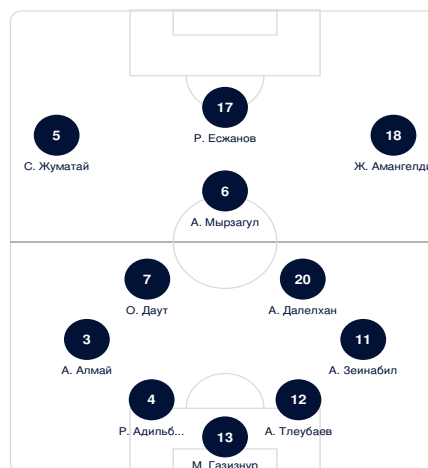 17
Р. Есжанов
5
С. Жуматай
18
Ж. Амангелди
6
А. Мырзагул
7
О. Даут
20
А. Далелхан
3
А. Алмай
11
А. Зеинабил
4
Р. Адильб...
12
А. Тлеубаев
13
М. Газизнур